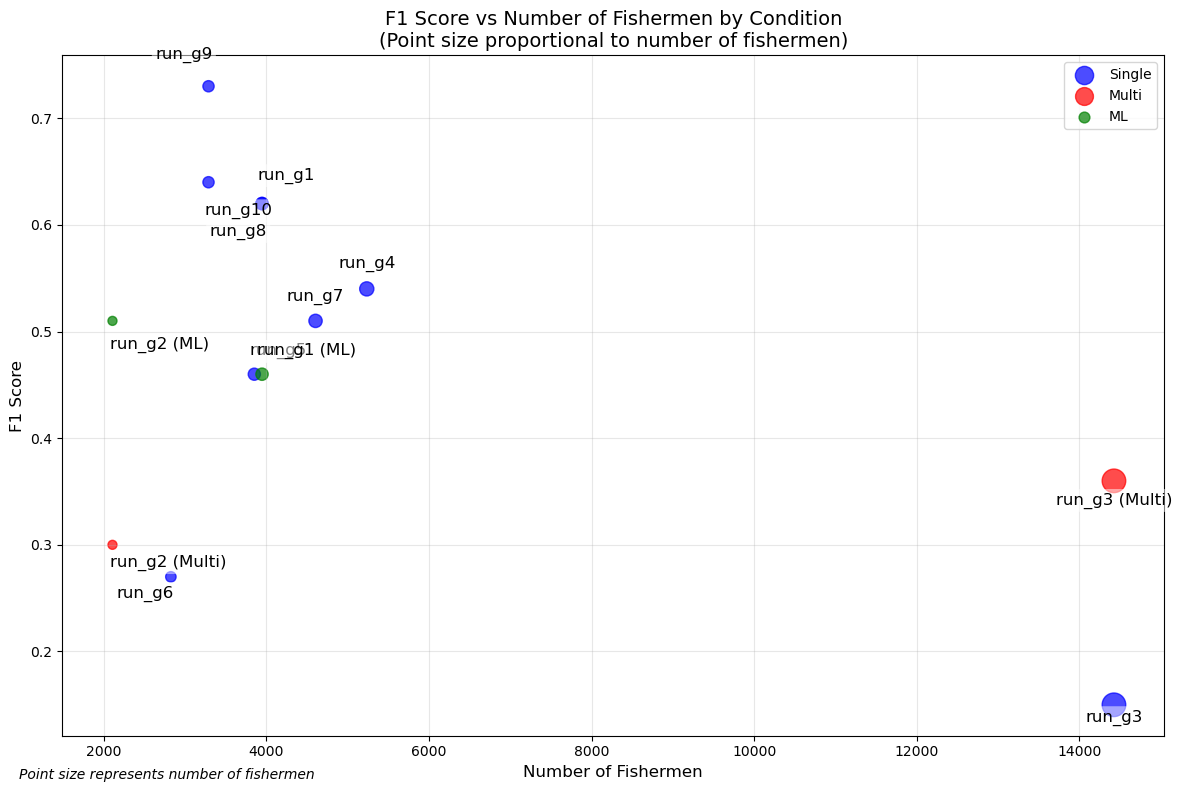 F1 Score vs Number of Fishermen by Condition
(Point size proportional to number of fishermen)
run_g9
Single
Multi
ML
run_g1
run_g10
run_g8
run_g4
run_g7
run_g2 (ML)
run_g5
run_g1 (ML)
run_g3 (Multi)
run_g2 (Multi)
run_g6
run_g3
F1 Score
0.7
0.6
0.5
0.4
0.3
0.2
2000
4000
6000
8000
10000
12000
14000
Number of Fishermen
Point size represents number of fishermen